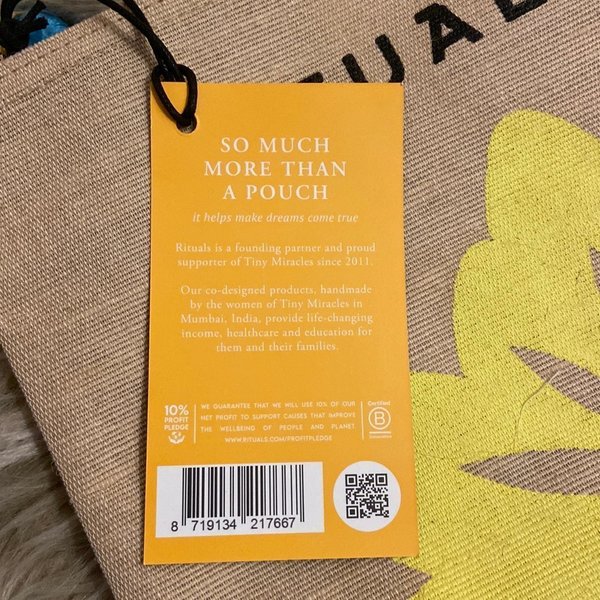 TUAL
SO MUCH
MORE THAN
A POUCH
it helps make dreams come true
Rituals is a founding partner and proud
supporter of Tiny Miracles since 2011.
Our co-designed products, handmade
by the women of Tiny Miracles in
Mumbai, India, provide life-changing
income, healthcare and education for
them and their families.
10%
PROFIT
PLEDGE
WE GUARANTEE THAT WE WILL USE 10% OF OUR
NET PROFIT TO SUPPORT CAUSES THAT IMPROVE
THE WELLBEING OF PEOPLE AND PLANET
WWW.RITUALS.COM/PROFITPLEDGE
Certified
B
Corporation
8 719134 217667